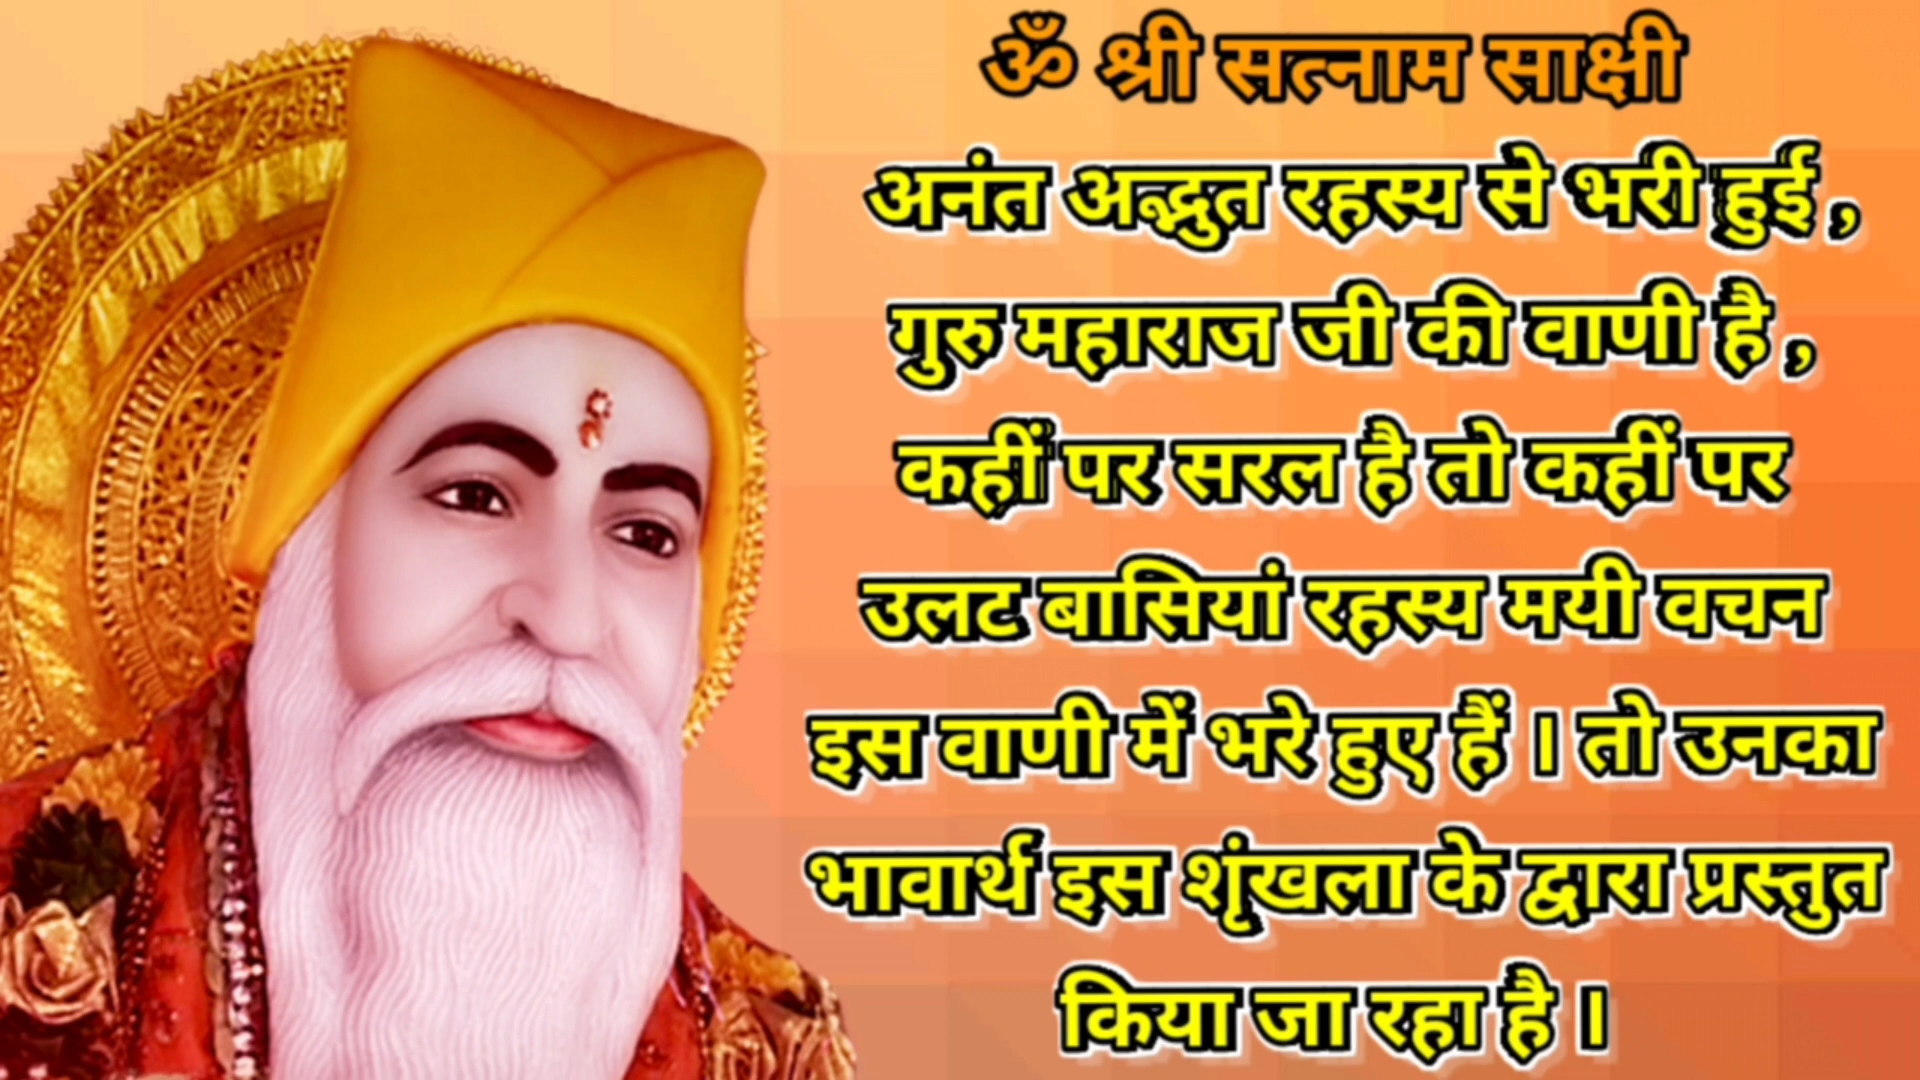 ॐ श्री सत्नाम साक्षी
अनंत अद्भुत रहस्य से भरी हुई ,
गुरु महाराज जी की वाणी है ,
कहीं पर सरल है तो कहीं पर
उलट बासियां रहस्य मयी वचन
इस वाणी में भरे हुए हैं । तो उनका
भावार्थ इस शृंखला के द्वारा प्रस्तुत
किया जा रहा है ।